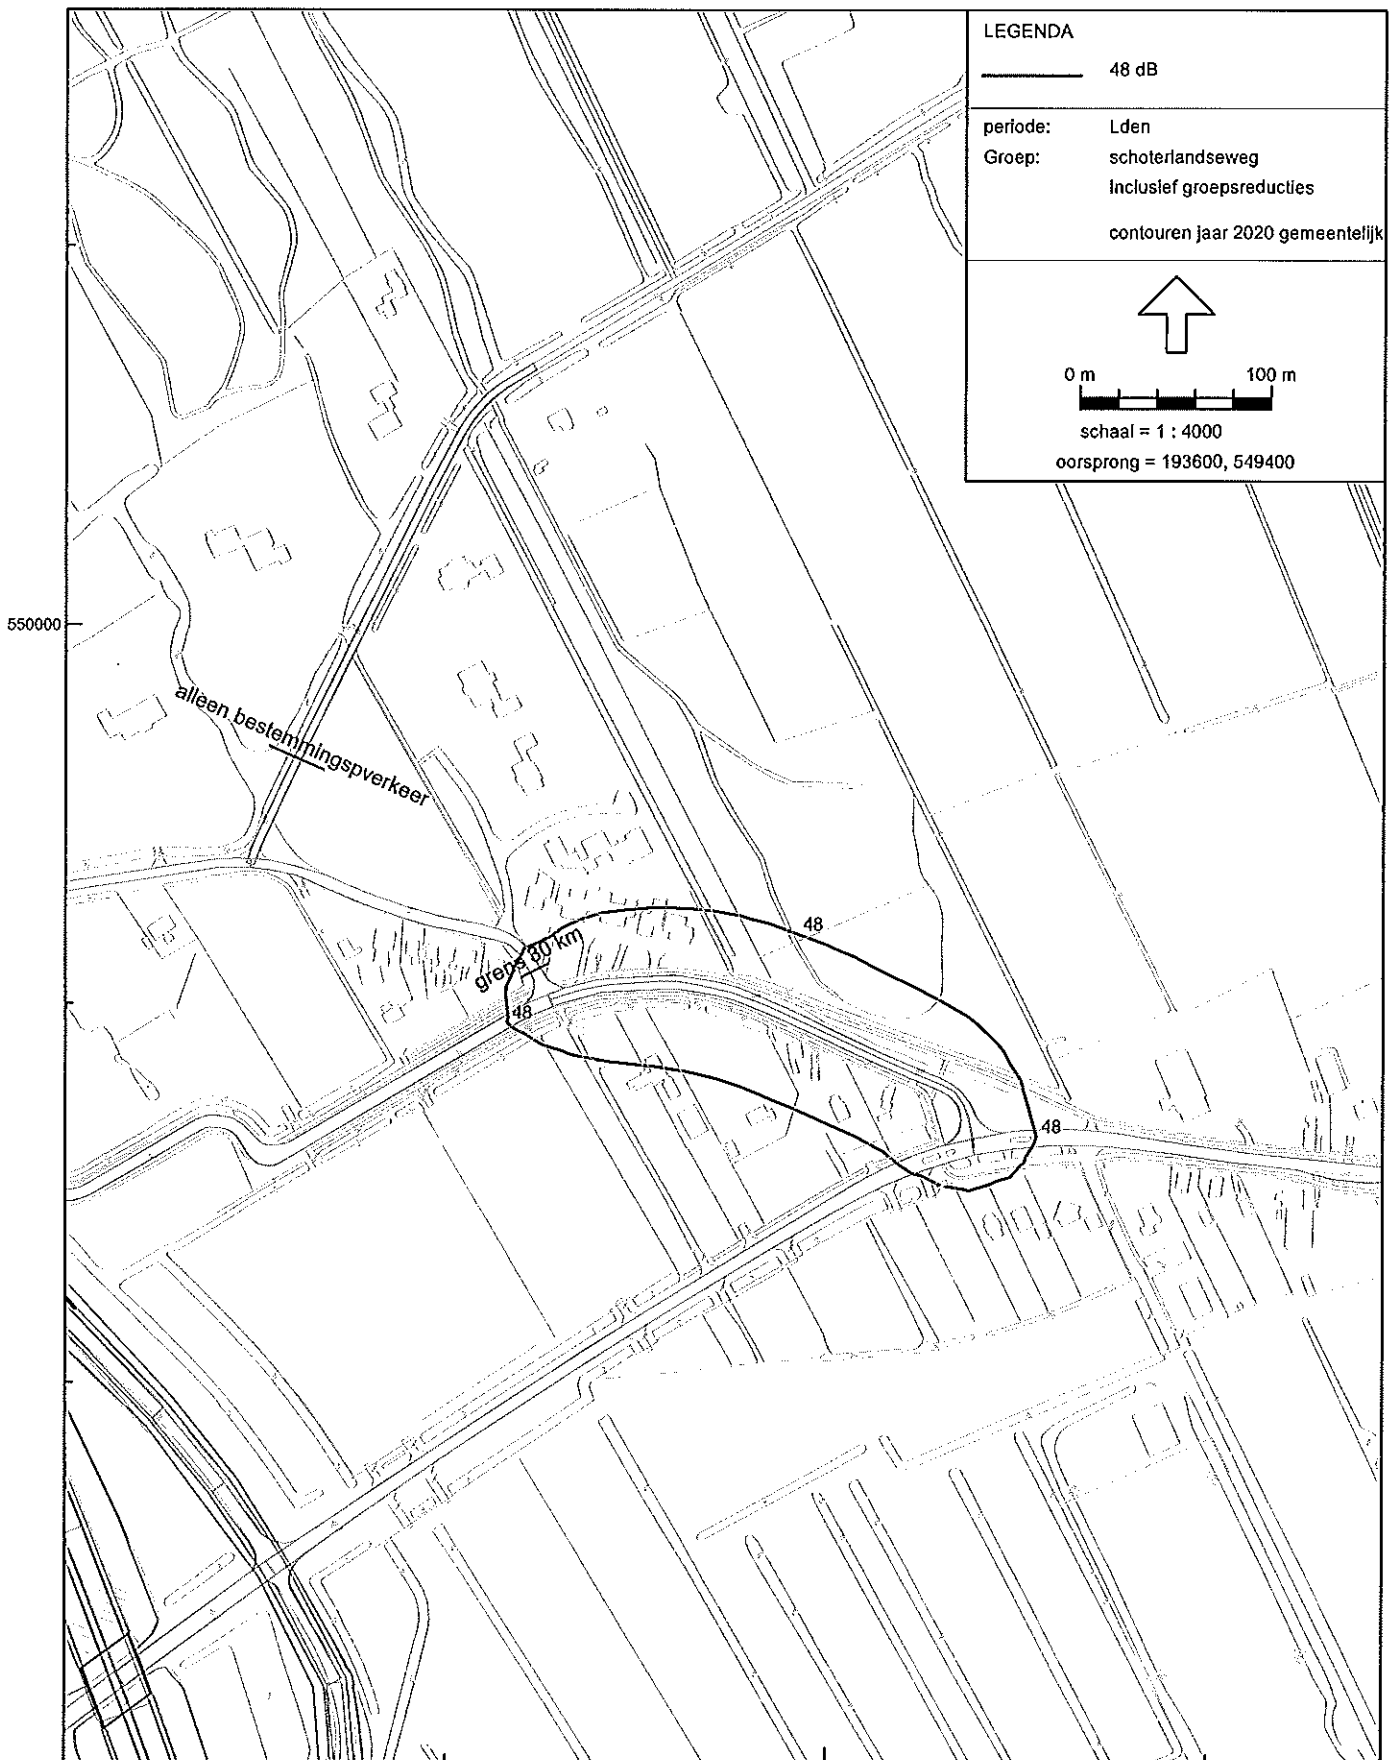 LEGENDA
48 dB
periode: Lden
Groep: schoterlandseweg
Inclusief groepsreducties
contouren jaar 2020 gemeentelijk
0 m 100 m
schaal = 1 : 4000
oorsprong = 193600, 549400
550000
alleen bestemmingspverkeer
48
grens 80 km
48
48